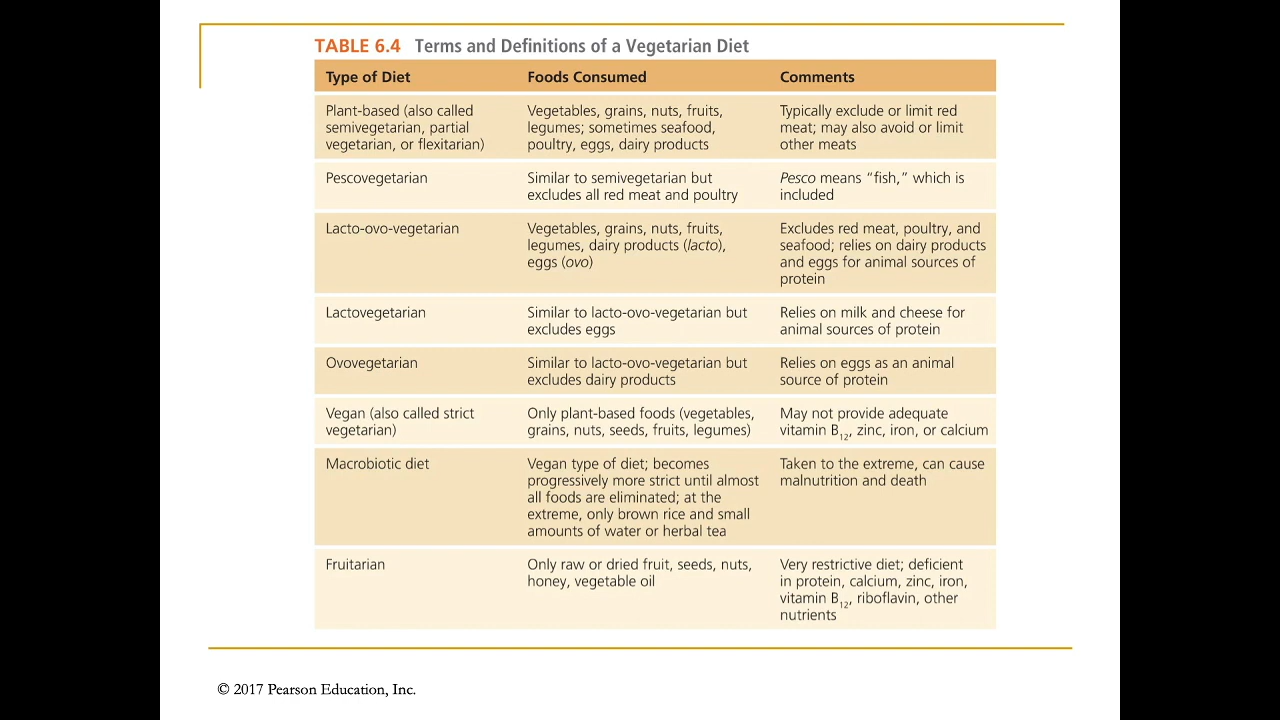 TABLE 6.4 Terms and Definitions of a Vegetarian Diet
Type of Diet
Foods Consumed
Comments
Plant-based (also called
semivegetarian, partial
vegetarian, or flexitarian)
Vegetables, grains, nuts, fruits,
legumes; sometimes seafood,
poultry, eggs, dairy products
Typically exclude or limit red
meat; may also avoid or limit
other meats
Pescovegetarian
Similar to semivegetarian but
excludes all red meat and poultry
Pesco means “fish,” which is
included
Lacto-ovo-vegetarian
Vegetables, grains, nuts, fruits,
legumes, dairy products (lacto),
eggs (ovo)
Excludes red meat, poultry, and
seafood; relies on dairy products
and eggs for animal sources of
protein
Lactovegetarian
Similar to lacto-ovo-vegetarian but
excludes eggs
Relies on milk and cheese for
animal sources of protein
Ovovegetarian
Similar to lacto-ovo-vegetarian but
excludes dairy products
Relies on eggs as an animal
source of protein
Vegan (also called strict
vegetarian)
Only plant-based foods (vegetables,
grains, nuts, seeds, fruits, legumes)
May not provide adequate
vitamin B12, zinc, iron, or calcium
Macrobiotic diet
Vegan type of diet; becomes
progressively more strict until almost
all foods are eliminated; at the
extreme, only brown rice and small
amounts of water or herbal tea
Taken to the extreme, can cause
malnutrition and death
Fruitarian
Only raw or dried fruit, seeds, nuts,
honey, vegetable oil
Very restrictive diet; deficient
in protein, calcium, zinc, iron,
vitamin B12, riboflavin, other
nutrients
© 2017 Pearson Education, Inc.